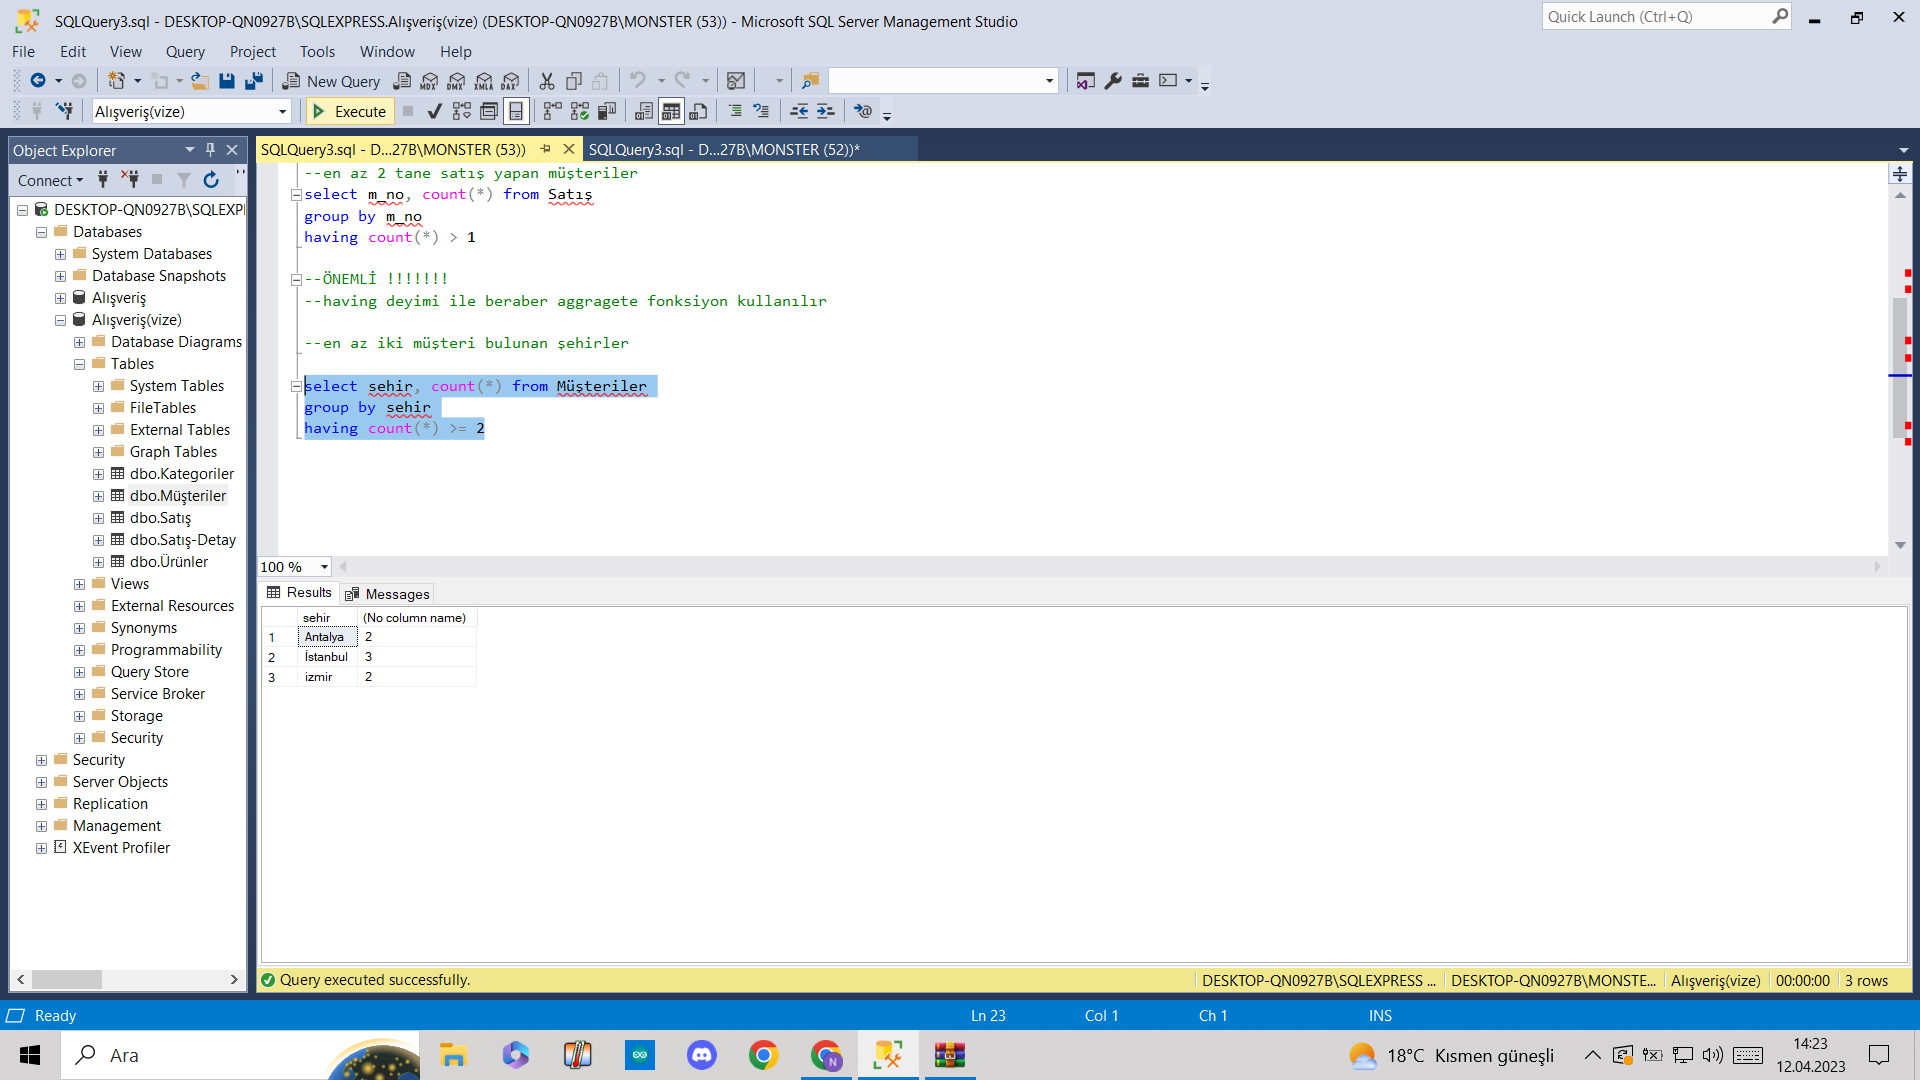 SQLQuery3.sql - DESKTOP-QN0927B\SQLEXPRESS.Alışveriş(vize) (DESKTOP-QN0927B\MONSTER (53)) - Microsoft SQL Server Management Studio
Quick Launch (Ctrl+Q)
File Edit View Query Project Tools Window Help
New Query
MDX DMX XMLA DAX
Alışveriş(vize)
Execute
Object Explorer
Connect
DESKTOP-QN0927B\SQLEXPI
Databases
System Databases
Database Snapshots
Alışveriş
Alışveriş(vize)
Database Diagrams
Tables
System Tables
FileTables
External Tables
Graph Tables
dbo.Kategoriler
dbo.Müşteriler
dbo.Satış
dbo.Satış-Detay
dbo.Ürünler
Views
External Resources
Synonyms
Programmability
Query Store
Service Broker
Storage
Security
Security
Server Objects
Replication
Management
XEvent Profiler
SQLQuery3.sql - D...27B\MONSTER (53))
SQLQuery3.sql - D...27B\MONSTER (52))*
--en az 2 tane satış yapan müşteriler
select m_no, count(*) from Satış
group by m_no
having count(*) > 1
--ÖNEMLİ !!!!!!!
--having deyimi ile beraber aggragete fonksiyon kullanılır
--en az iki müşteri bulunan şehirler
select sehir, count(*) from Müşteriler
group by sehir
having count(*) >= 2
100 %
Results Messages
sehir (No column name)
1 Antalya 2
2 İstanbul 3
3 izmir 2
Query executed successfully.
DESKTOP-QN0927B\SQLEXPRESS ... DESKTOP-QN0927B\MONSTE... Alışveriş(vize) 00:00:00 3 rows
Ready Ln 23 Col 1 Ch 1 INS
Ara
N
18°C Kısmen güneşli
14:23
12.04.2023